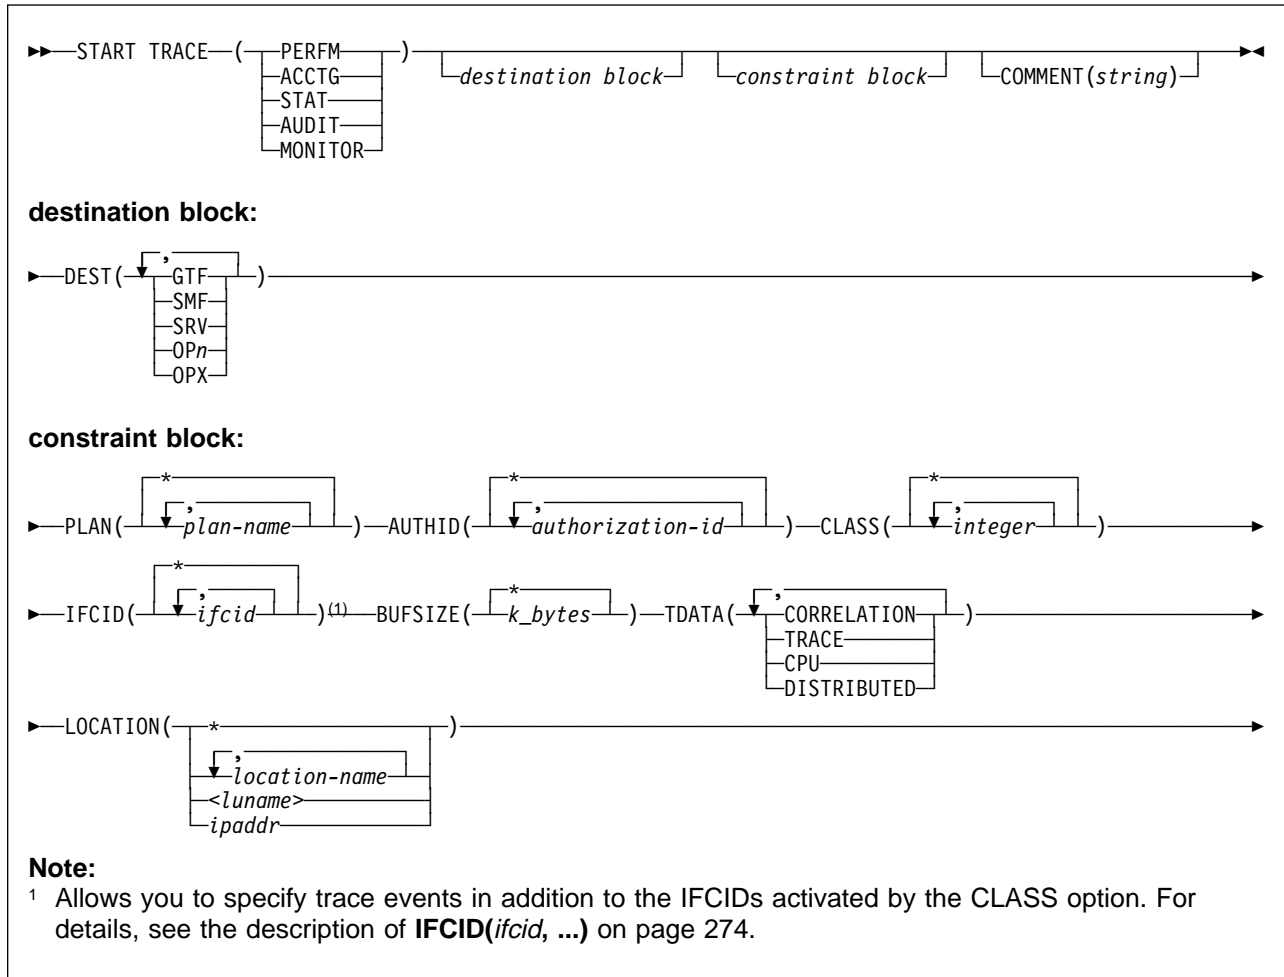 START TRACE ( PERFM )
ACCTG
STAT
AUDIT
MONITOR
destination block
constraint block
COMMENT(string)
destination block:
,
DEST( GTF )
SMF
SRV
OPn
OPX
constraint block:
* * *
, , ,
PLAN( plan-name ) AUTHID( authorization-id ) CLASS( integer )
* *
, ,
IFCID( ifcid )(1) BUFSIZE( k_bytes ) TDATA( CORRELATION )
TRACE
CPU
DISTRIBUTED
LOCATION( * )
,
location-name
<luname>
ipaddr
Note:
1 Allows you to specify trace events in addition to the IFCIDs activated by the CLASS option. For
details, see the description of IFCID(ifcid, ...) on page 274.